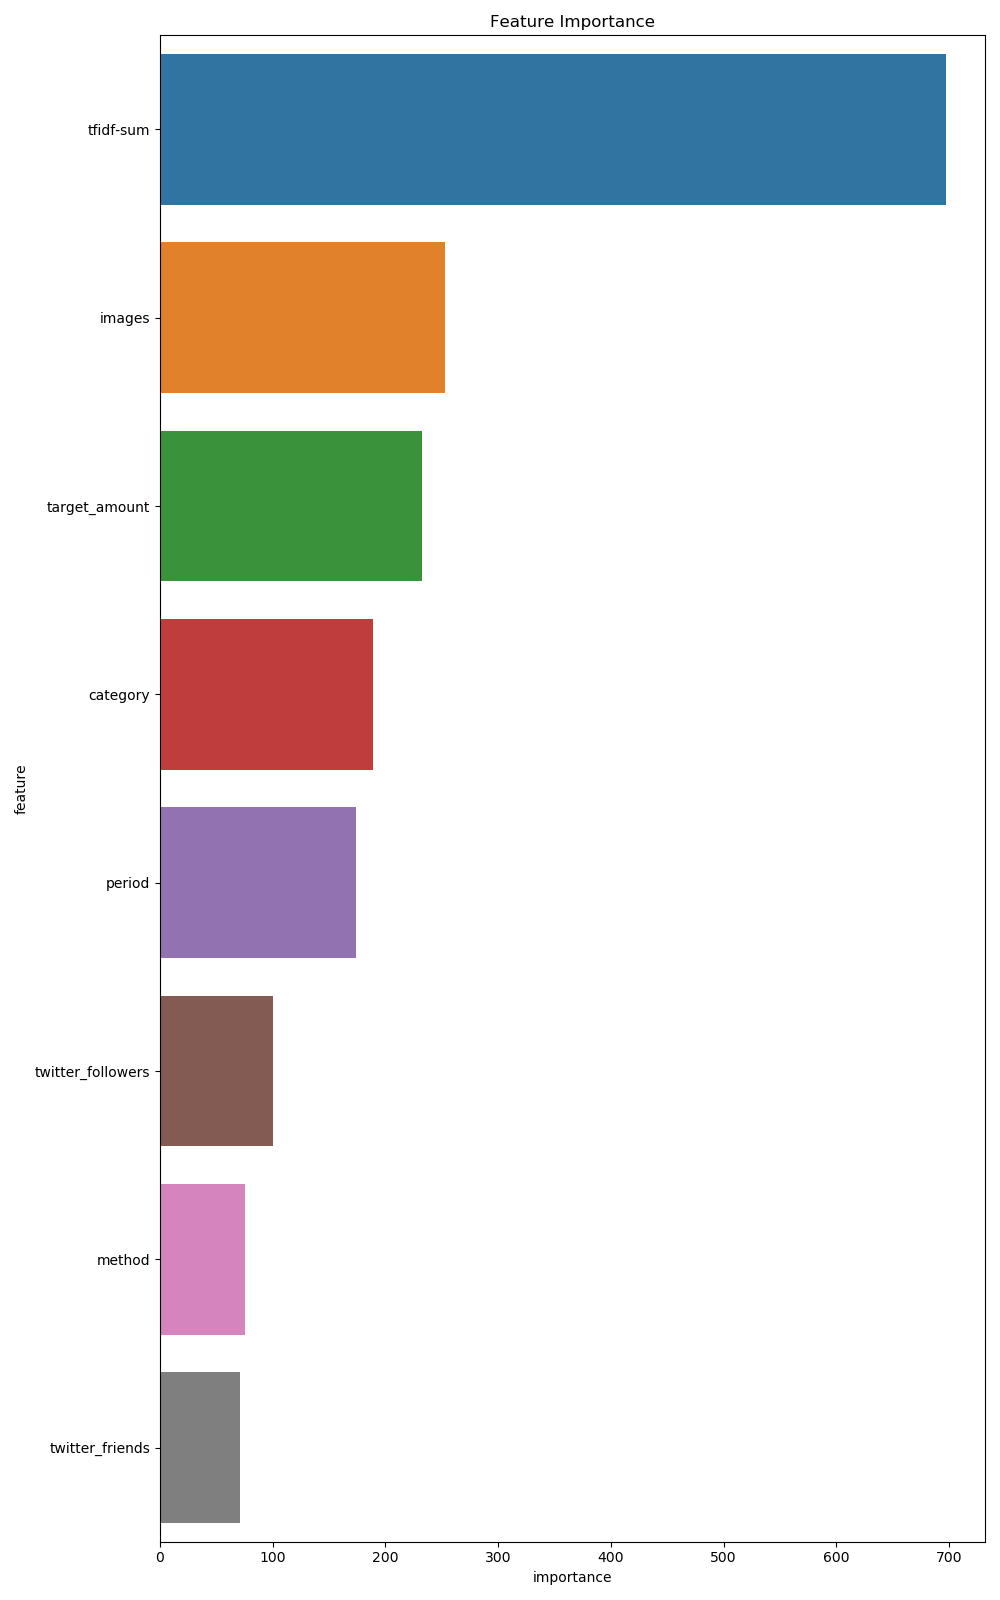 Feature Importance
tfidf-sum
images
target_amount
category
period
twitter_followers
method
twitter_friends
feature
0 100 200 300 400 500 600 700
importance